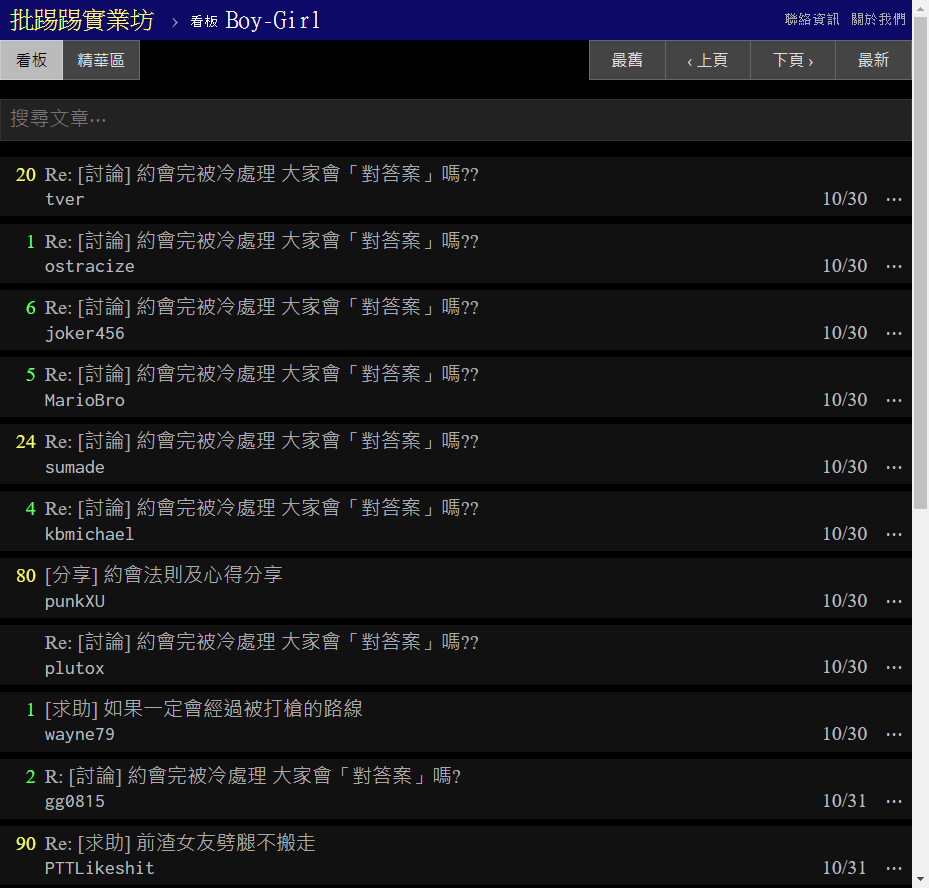 批踢踢實業坊 › 看板 Boy-Girl 聯絡資訊 關於我們
看板 精華區 最舊 ‹ 上頁 下頁 › 最新
搜尋文章⋯
20 Re: [討論] 約會完被冷處理 大家會「對答案」嗎??
tver 10/30 ⋯
1 Re: [討論] 約會完被冷處理 大家會「對答案」嗎??
ostracize 10/30 ⋯
6 Re: [討論] 約會完被冷處理 大家會「對答案」嗎??
joker456 10/30 ⋯
5 Re: [討論] 約會完被冷處理 大家會「對答案」嗎??
MarioBro 10/30 ⋯
24 Re: [討論] 約會完被冷處理 大家會「對答案」嗎??
sumade 10/30 ⋯
4 Re: [討論] 約會完被冷處理 大家會「對答案」嗎??
kbmichael 10/30 ⋯
80 [分享] 約會法則及心得分享
punkXU 10/30 ⋯
Re: [討論] 約會完被冷處理 大家會「對答案」嗎??
plutox 10/30 ⋯
1 [求助] 如果一定會經過被打槍的路線
wayne79 10/30 ⋯
2 R: [討論] 約會完被冷處理 大家會「對答案」嗎?
gg0815 10/31 ⋯
90 Re: [求助] 前渣女友劈腿不搬走
PTTLikeshit 10/31 ⋯